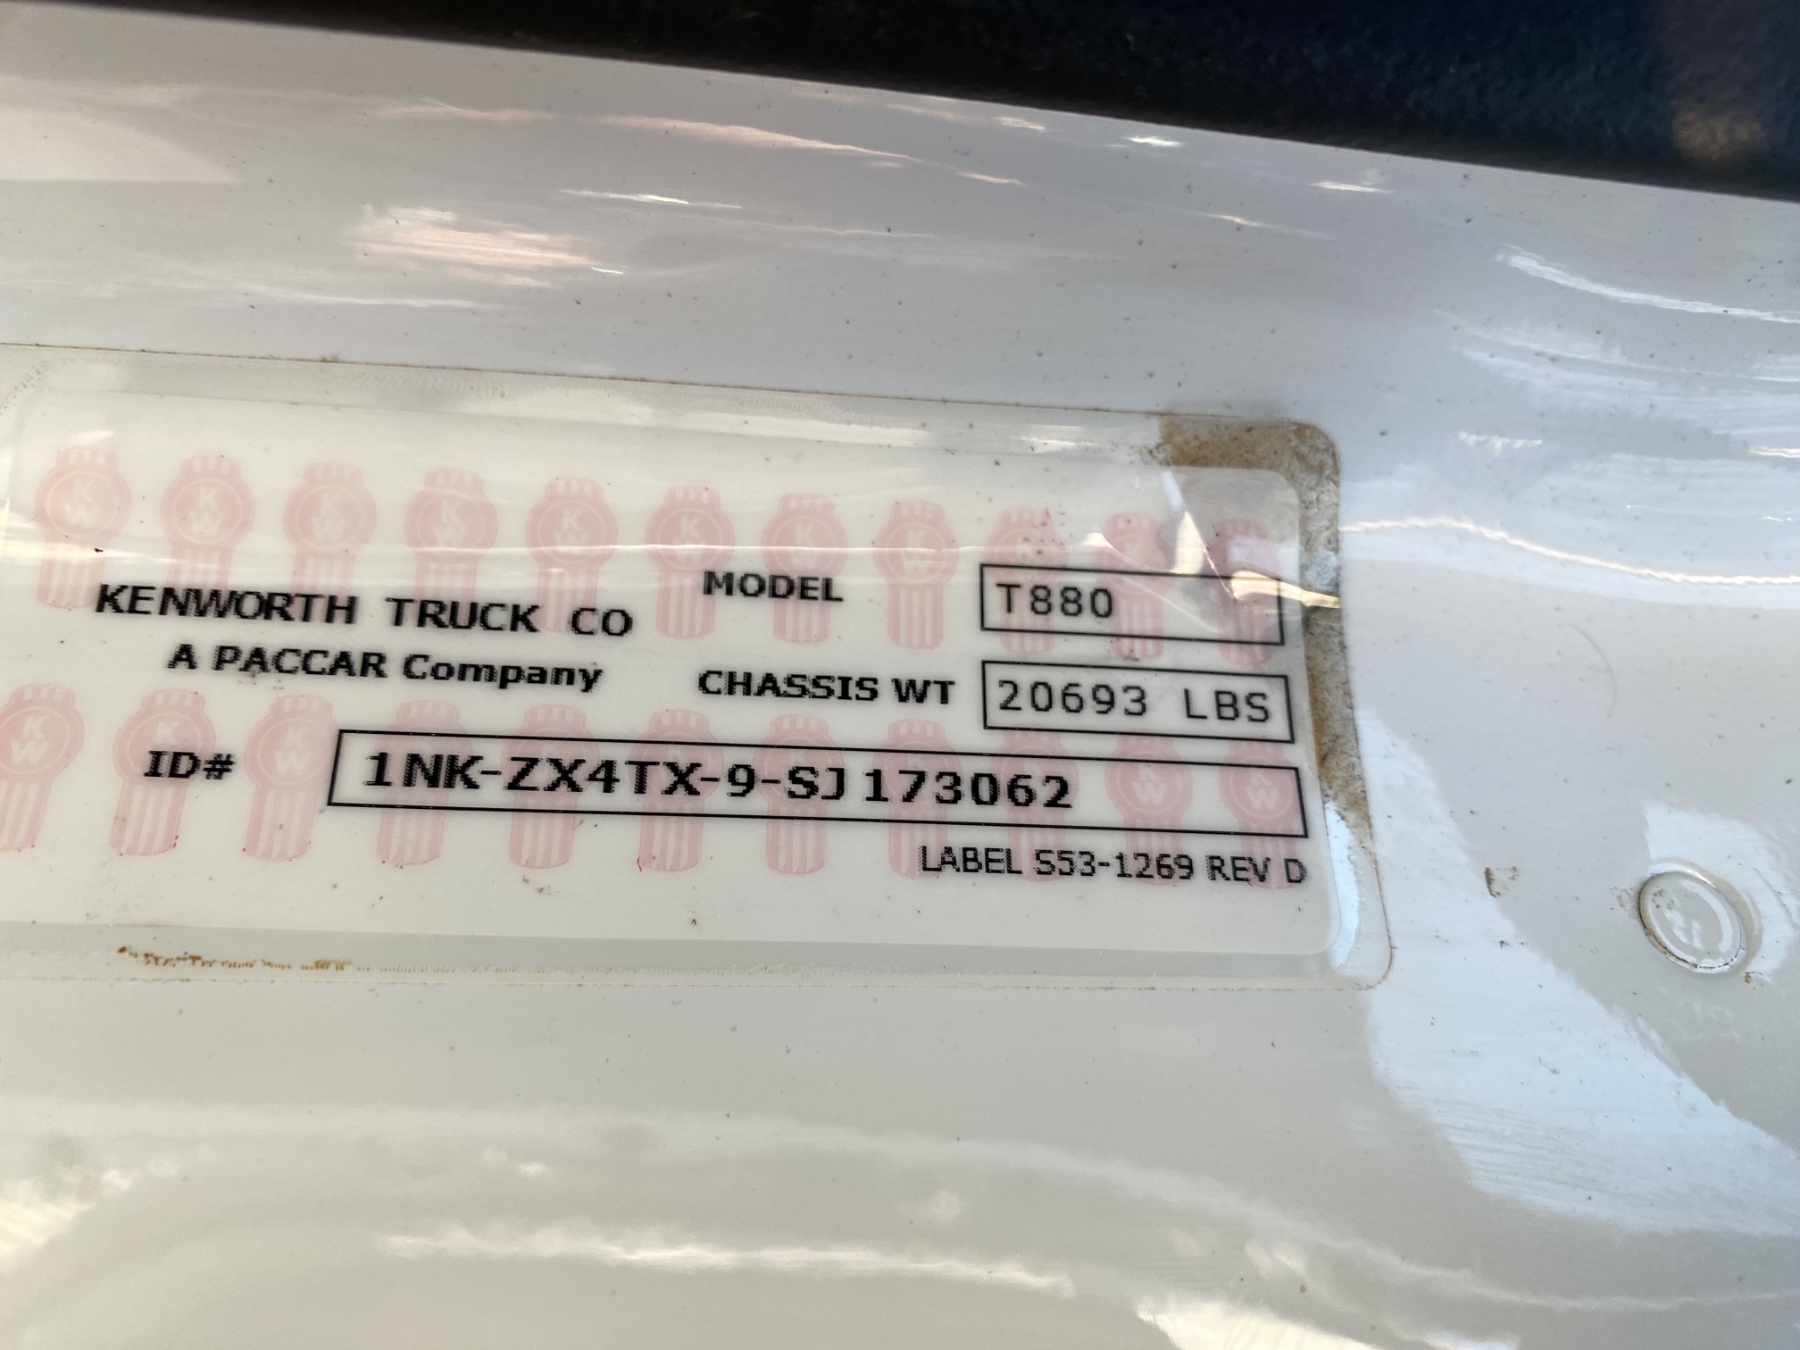 KENWORTH TRUCK CO
A PACCAR Company
MODEL T880
CHASSIS WT 20693 LBS
ID# 1NK-ZX4TX-9-SJ173062
LABEL S53-1269 REV D